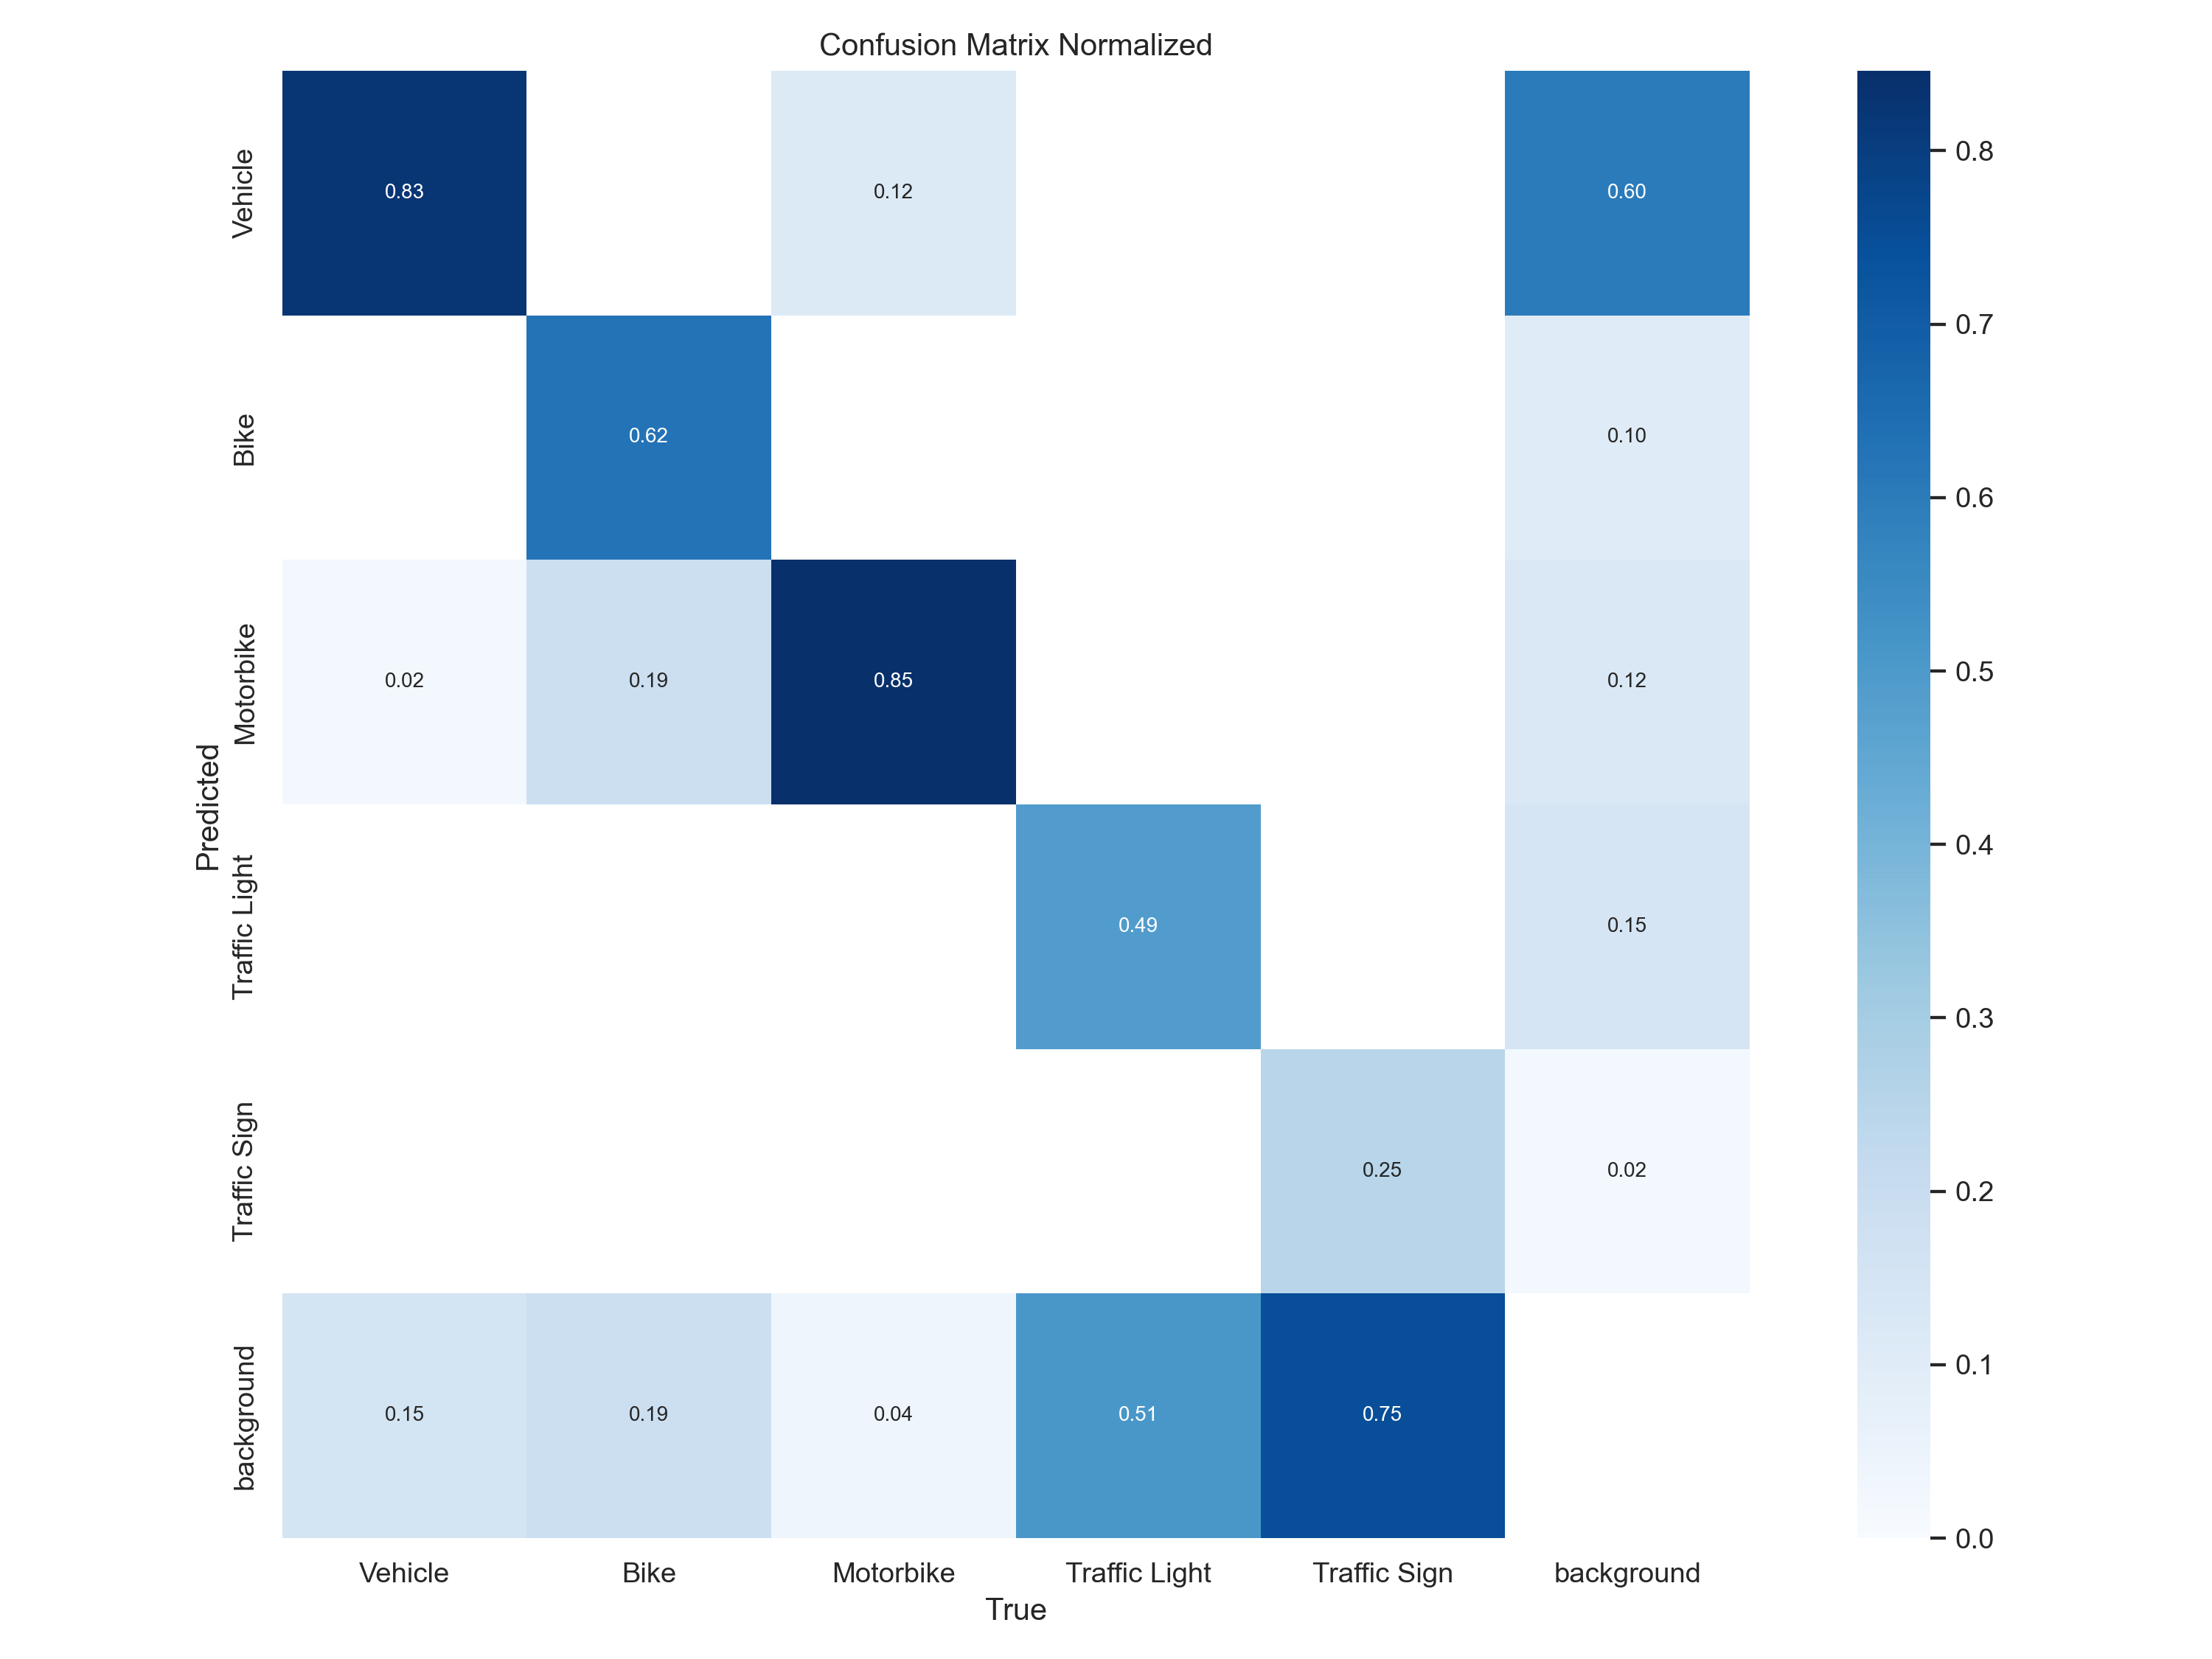 Confusion Matrix Normalized
Predicted
Vehicle
0.83
0.12
0.60
0.8
0.7
0.6
0.5
0.4
0.3
0.2
0.1
0.0
Bike
0.62
0.10
Motorbike
0.02
0.19
0.85
0.12
Traffic Light
0.49
0.15
Traffic Sign
0.25
0.02
background
0.15
0.19
0.04
0.51
0.75
Vehicle
Bike
Motorbike
Traffic Light
Traffic Sign
background
True